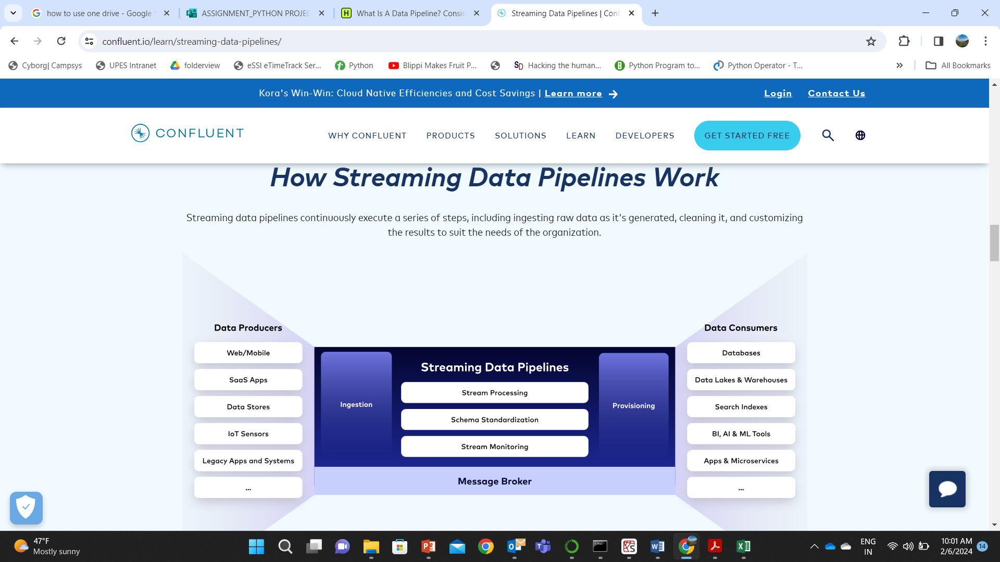 how to use one drive - Google S
ASSIGNMENT_PYTHON PROJEC
What Is A Data Pipeline? Consid
Streaming Data Pipelines | Conf
confluent.io/learn/streaming-data-pipelines/
Cyborg| Campsys
UPES Intranet
folderview
eSSl eTimeTrack Ser...
Python
Blippi Makes Fruit P...
Hacking the human...
Python Program to...
Python Operator - T...
All Bookmarks
Kora's Win-Win: Cloud Native Efficiencies and Cost Savings | Learn more
Login
Contact Us
CONFLUENT
WHY CONFLUENT
PRODUCTS
SOLUTIONS
LEARN
DEVELOPERS
GET STARTED FREE
How Streaming Data Pipelines Work
Streaming data pipelines continuously execute a series of steps, including ingesting raw data as it's generated, cleaning it, and customizing
the results to suit the needs of the organization.
Data Producers
Web/Mobile
SaaS Apps
Data Stores
IoT Sensors
Legacy Apps and Systems
...
Ingestion
Streaming Data Pipelines
Stream Processing
Schema Standardization
Stream Monitoring
Provisioning
Message Broker
Data Consumers
Databases
Data Lakes & Warehouses
Search Indexes
BI, AI & ML Tools
Apps & Microservices
...
47°F
Mostly sunny
ENG
IN
10:01 AM
2/6/2024
14